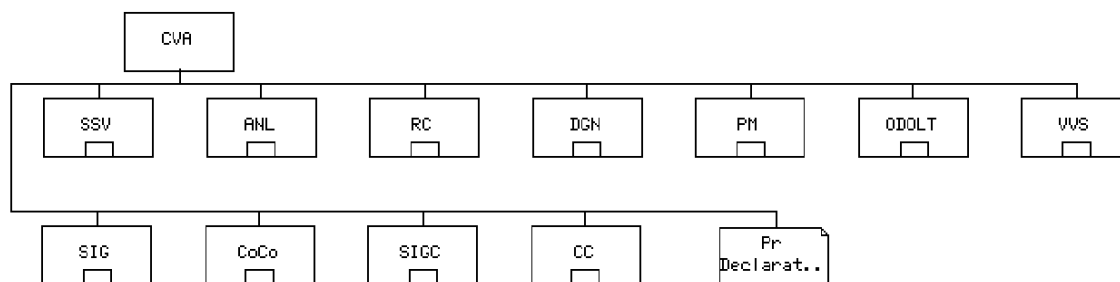 CVA
SSV ANL RC DGN PM ODOLT VVS
SIG CoCo SIGC CC Pr
Declarat..